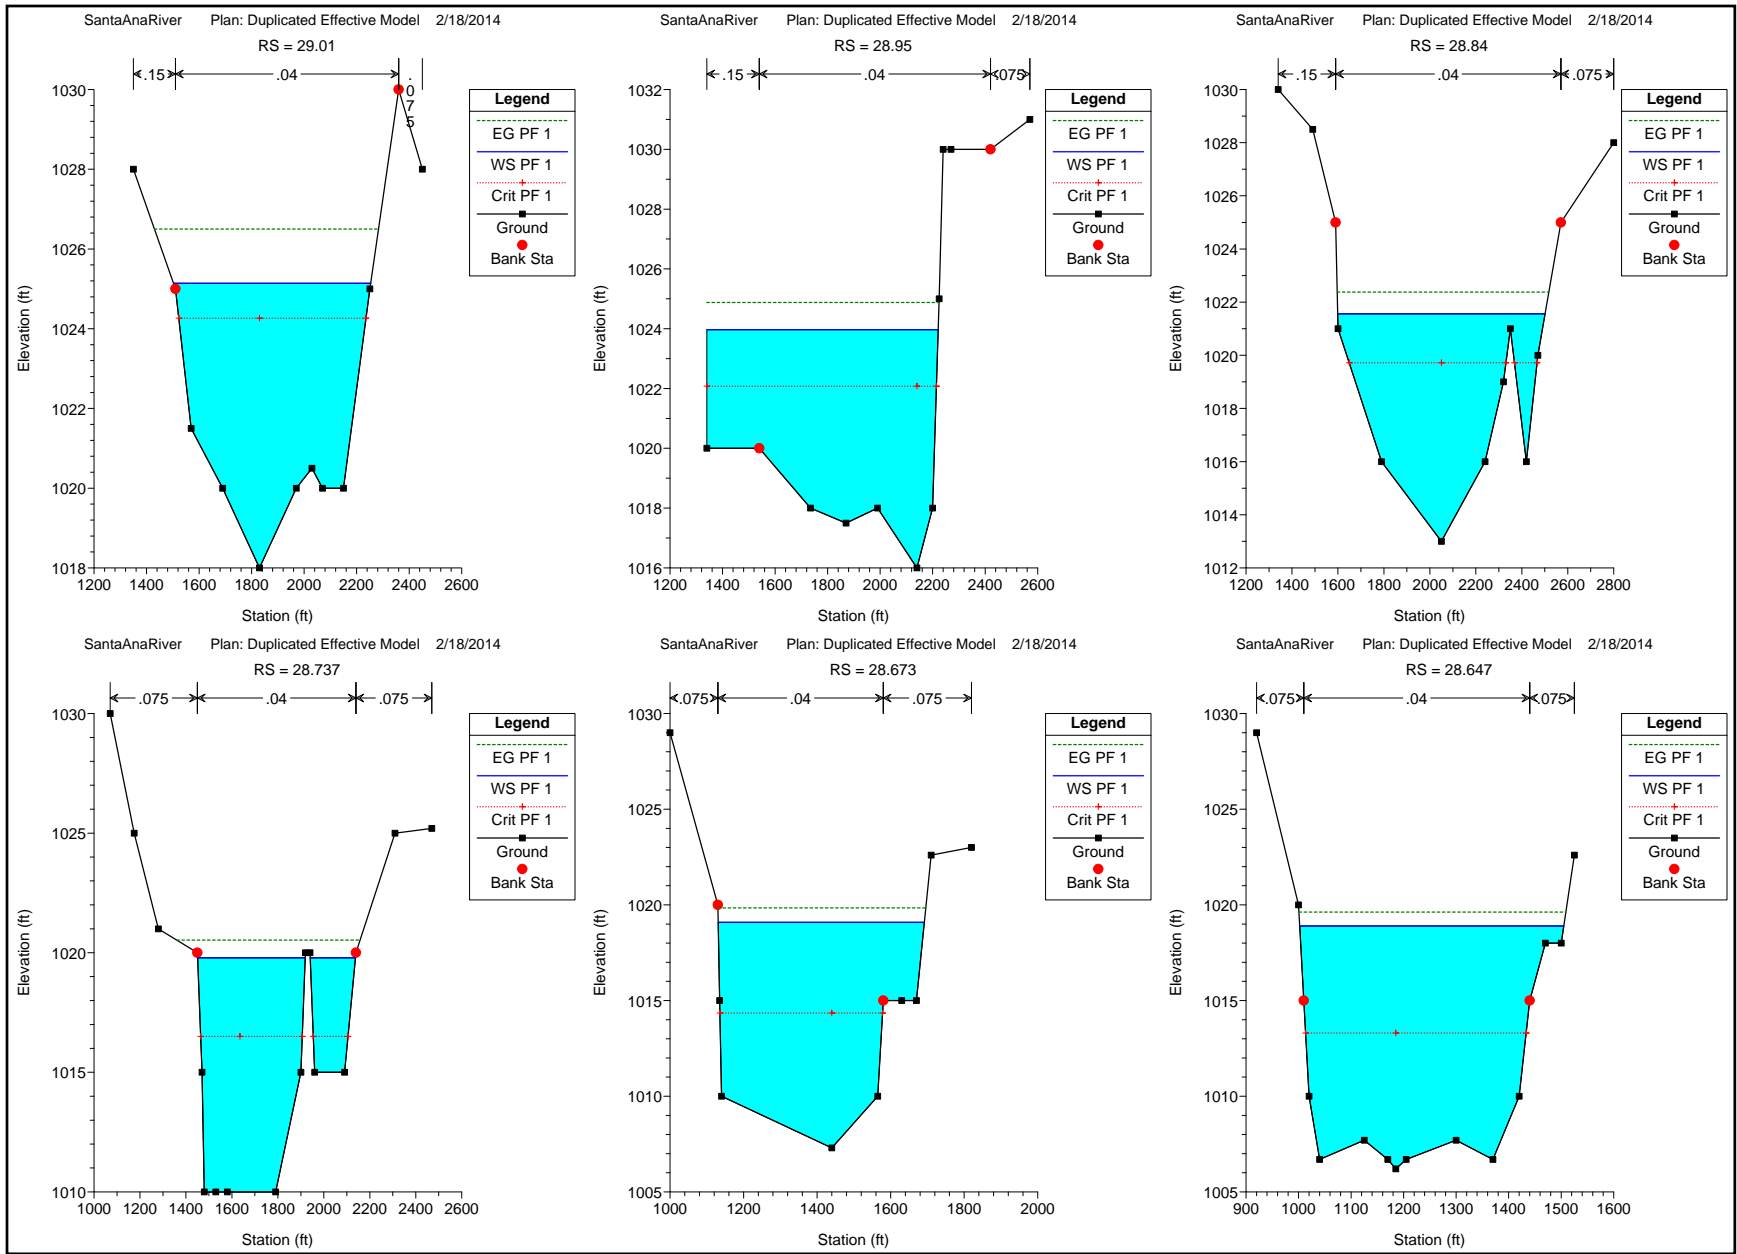 SantaAnaRiver Plan: Duplicated Effective Model 2/18/2014
RS = 29.01
.15 .04 .075
1030
1028
1026
1024
1022
1020
1018
Elevation (ft)
1200 1400 1600 1800 2000 2200 2400 2600
Station (ft)
Legend
EG PF 1
WS PF 1
Crit PF 1
Ground
Bank Sta
SantaAnaRiver Plan: Duplicated Effective Model 2/18/2014
RS = 28.95
.15 .04 .075
1032
1030
1028
1026
1024
1022
1020
1018
1016
Elevation (ft)
1200 1400 1600 1800 2000 2200 2400 2600
Station (ft)
Legend
EG PF 1
WS PF 1
Crit PF 1
Ground
Bank Sta
SantaAnaRiver Plan: Duplicated Effective Model 2/18/2014
RS = 28.84
.15 .04 .075
1030
1028
1026
1024
1022
1020
1018
1016
1014
1012
Elevation (ft)
1200 1400 1600 1800 2000 2200 2400 2600 2800
Station (ft)
Legend
EG PF 1
WS PF 1
Crit PF 1
Ground
Bank Sta
SantaAnaRiver Plan: Duplicated Effective Model 2/18/2014
RS = 28.737
.075 .04 .075
1030
1025
1020
1015
1010
Elevation (ft)
1000 1200 1400 1600 1800 2000 2200 2400 2600
Station (ft)
Legend
EG PF 1
WS PF 1
Crit PF 1
Ground
Bank Sta
SantaAnaRiver Plan: Duplicated Effective Model 2/18/2014
RS = 28.673
.075 .04 .075
1030
1025
1020
1015
1010
1005
Elevation (ft)
1000 1200 1400 1600 1800 2000
Station (ft)
Legend
EG PF 1
WS PF 1
Crit PF 1
Ground
Bank Sta
SantaAnaRiver Plan: Duplicated Effective Model 2/18/2014
RS = 28.647
.075 .04 .075
1030
1025
1020
1015
1010
1005
Elevation (ft)
900 1000 1100 1200 1300 1400 1500 1600
Station (ft)
Legend
EG PF 1
WS PF 1
Crit PF 1
Ground
Bank Sta